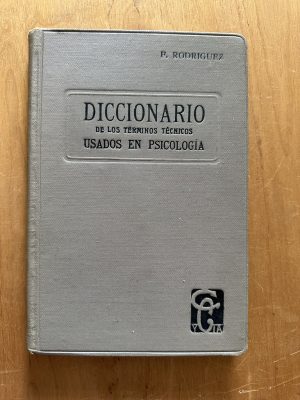 P. RODRIGUEZ
DICCIONARIO
DE LOS TÉRMINOS TÉCNICOS
USADOS EN PSICOLOGÍA